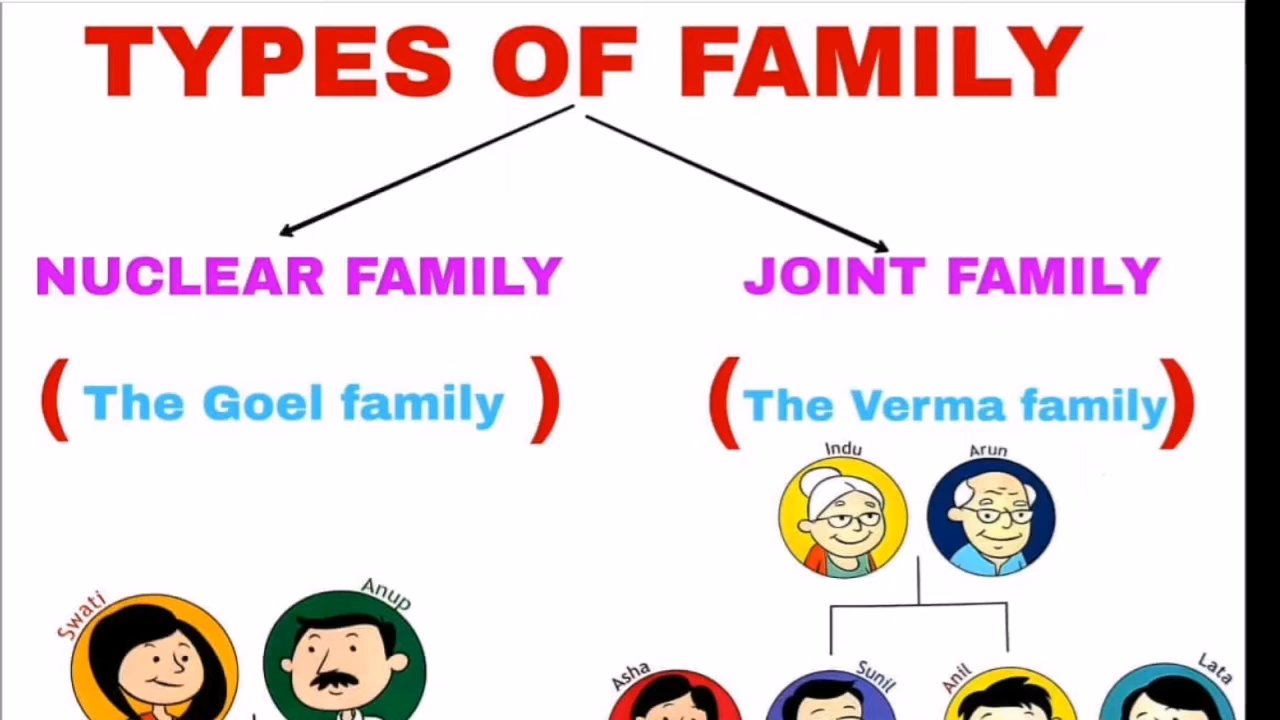 TYPES OF FAMILY
NUCLEAR FAMILY
JOINT FAMILY
( The Goel family )
(The Verma family)
Indu
Arun
Swati
Anup
Asha
Sunil
Anil
Lata